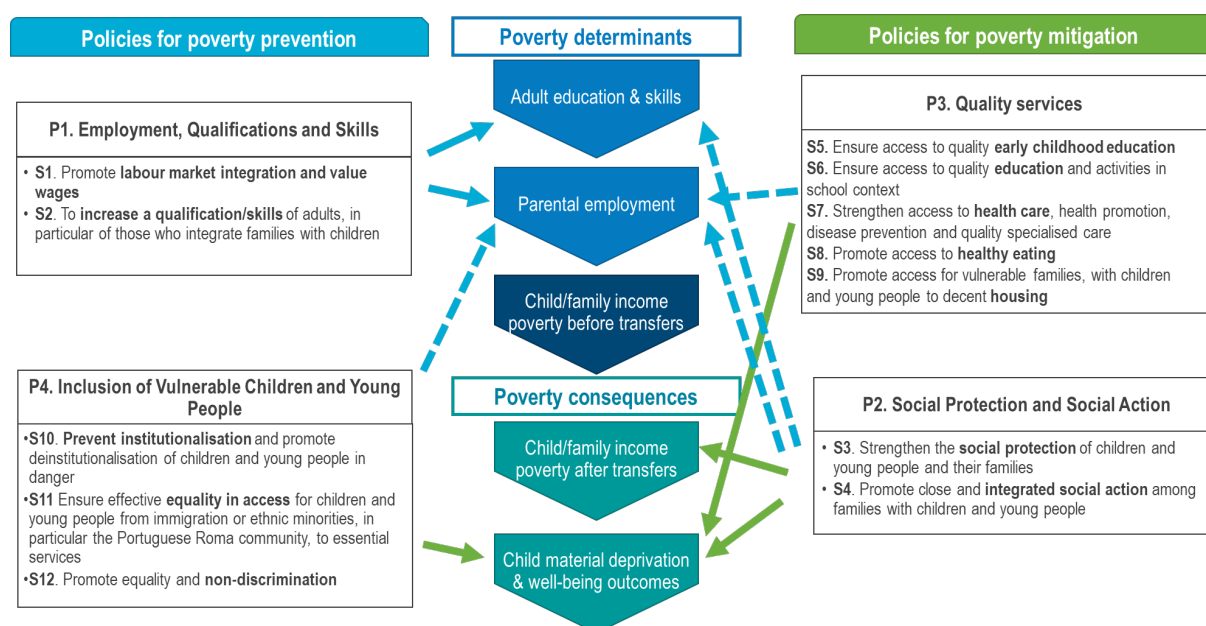 Policies for poverty prevention
P1. Employment, Qualifications and Skills
• S1. Promote labour market integration and value
wages
• S2. To increase a qualification/skills of adults, in
particular of those who integrate families with children
P4. Inclusion of Vulnerable Children and Young
People
•S10. Prevent institutionalisation and promote
deinstitutionalisation of children and young people in
danger
•S11 Ensure effective equality in access for children and
young people from immigration or ethnic minorities, in
particular the Portuguese Roma community, to essential
services
•S12. Promote equality and non-discrimination
Poverty determinants
Adult education & skills
Parental employment
Child/family income
poverty before transfers
Poverty consequences
Child/family income
poverty after transfers
Child material deprivation
& well-being outcomes
Policies for poverty mitigation
P3. Quality services
S5. Ensure access to quality early childhood education
S6. Ensure access to quality education and activities in
school context
S7. Strengthen access to health care, health promotion,
disease prevention and quality specialised care
S8. Promote access to healthy eating
S9. Promote access for vulnerable families, with children
and young people to decent housing
P2. Social Protection and Social Action
• S3. Strengthen the social protection of children and
young people and their families
• S4. Promote close and integrated social action among
families with children and young people